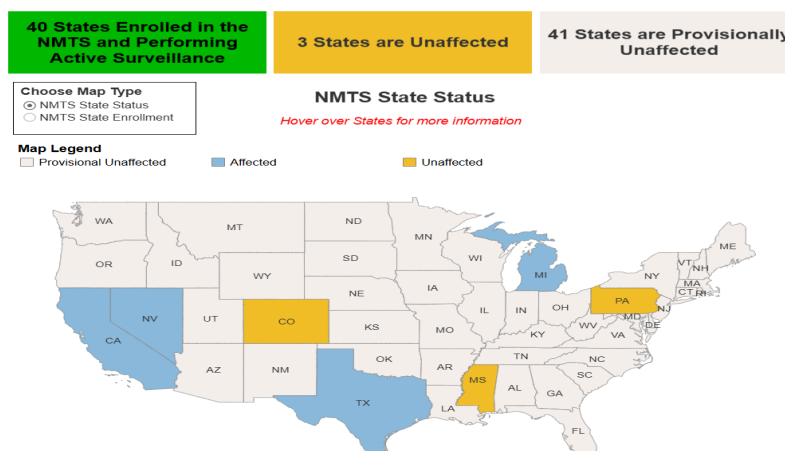 40 States Enrolled in the
NMTS and Performing
Active Surveillance
3 States are Unaffected
41 States are Provisionally
Unaffected
Choose Map Type
NMTS State Status
NMTS State Enrollment
NMTS State Status
Hover over States for more information
Map Legend
Provisional Unaffected
Affected
Unaffected
WA
MT
ND
MN
ME
OR
ID
SD
WI
MI
VT
NH
NY
WY
MA
CT
RI
IA
NE
PA
NJ
NV
UT
CO
IL
IN
OH
MD
DE
CA
KS
MO
WV
VA
KY
AZ
NM
OK
TN
NC
AR
SC
MS
AL
GA
TX
LA
FL